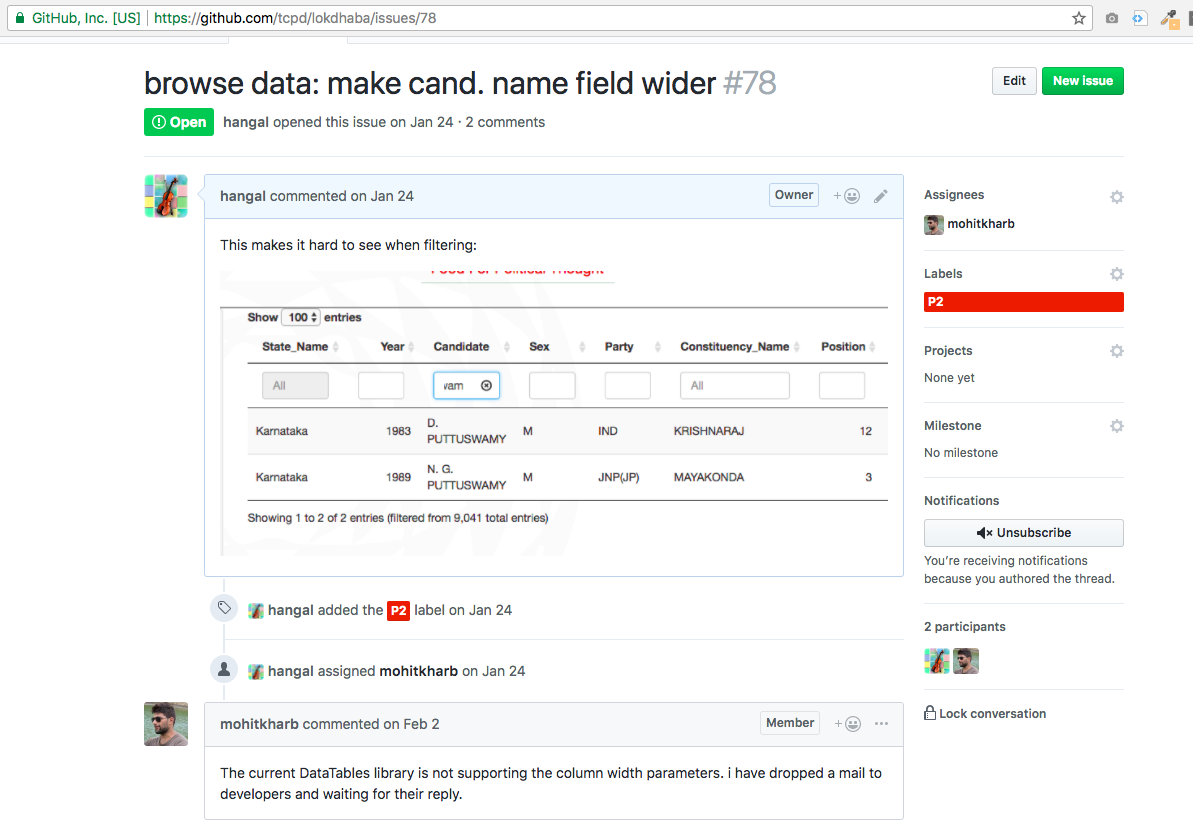 GitHub, Inc. [US] https://github.com/tcpd/lokdhaba/issues/78
browse data: make cand. name field wider #78
Edit
New issue
Open hangal opened this issue on Jan 24 · 2 comments
hangal commented on Jan 24
Owner
This makes it hard to see when filtering:
Food For Political Thought
Show 100 entries
State_Name Year Candidate Sex Party Constituency_Name Position
All vam All
Karnataka 1983 D. PUTTUSWAMY M IND KRISHNARAJ 12
Karnataka 1989 N. G. PUTTUSWAMY M JNP(JP) MAYAKONDA 3
Showing 1 to 2 of 2 entries (filtered from 9,041 total entries)
hangal added the P2 label on Jan 24
hangal assigned mohitkharb on Jan 24
mohitkharb commented on Feb 2
Member
The current DataTables library is not supporting the column width parameters. i have dropped a mail to
developers and waiting for their reply.
Assignees
mohitkharb
Labels
P2
Projects
None yet
Milestone
No milestone
Notifications
Unsubscribe
You’re receiving notifications
because you authored the thread.
2 participants
Lock conversation